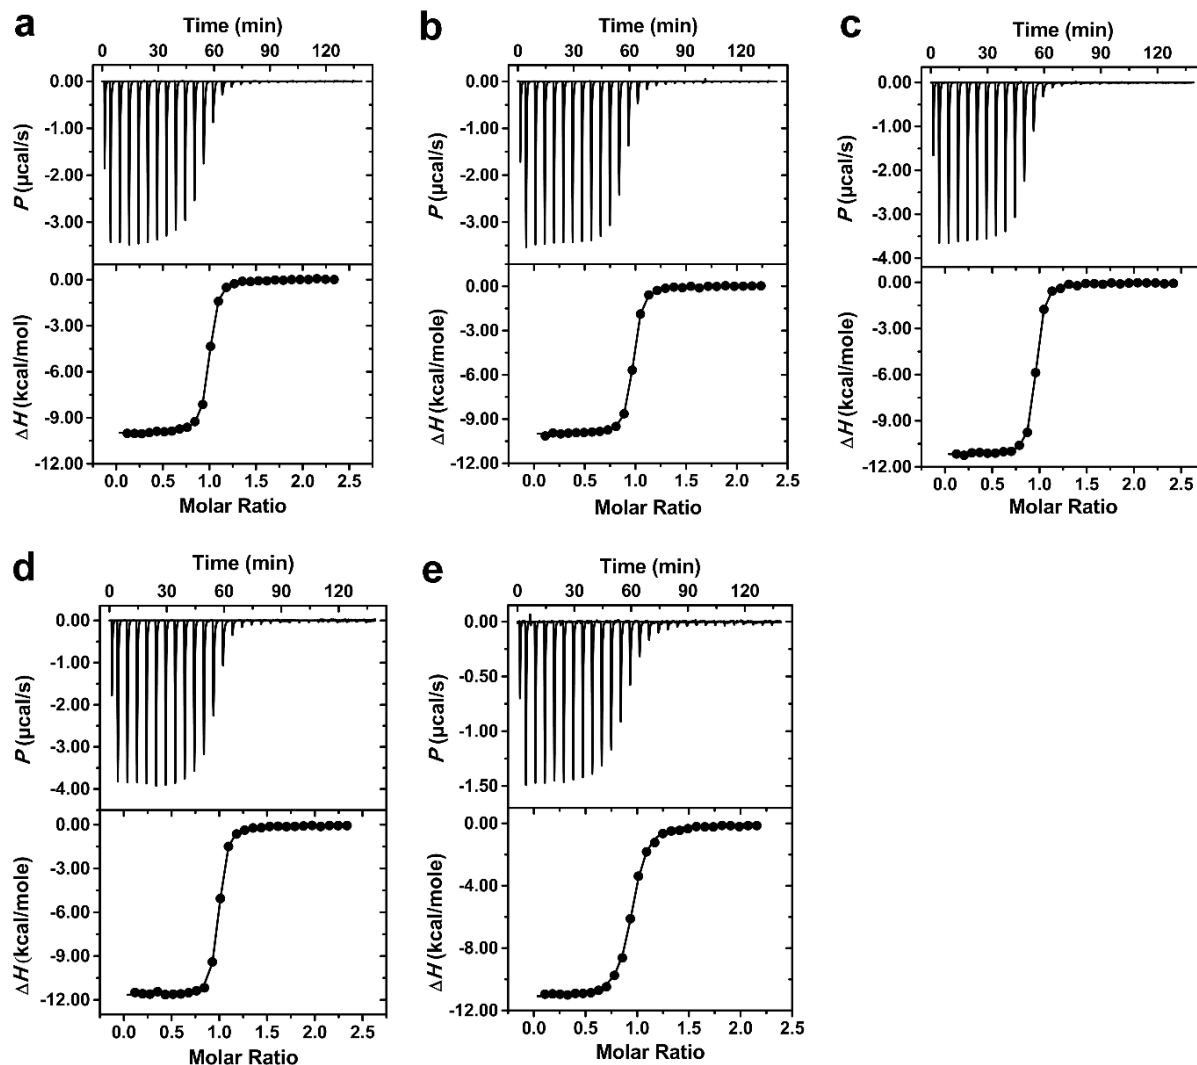 a
Time (min)
0 30 60 90 120
0.00
-1.00
-2.00
-3.00
P (μcal/s)
0.00
-3.00
-6.00
-9.00
-12.00
ΔH (kcal/mol)
0.0 0.5 1.0 1.5 2.0 2.5
Molar Ratio
b
Time (min)
0 30 60 90 120
0.00
-1.00
-2.00
-3.00
P (μcal/s)
0.00
-3.00
-6.00
-9.00
-12.00
ΔH (kcal/mole)
0.0 0.5 1.0 1.5 2.0 2.5
Molar Ratio
c
Time (min)
0 30 60 90 120
0.00
-1.00
-2.00
-3.00
-4.00
P (μcal/s)
0.00
-3.00
-6.00
-9.00
-12.00
ΔH (kcal/mole)
0.0 0.5 1.0 1.5 2.0 2.5
Molar Ratio
d
Time (min)
0 30 60 90 120
0.00
-1.00
-2.00
-3.00
-4.00
P (μcal/s)
0.00
-3.00
-6.00
-9.00
-12.00
ΔH (kcal/mole)
0.0 0.5 1.0 1.5 2.0 2.5
Molar Ratio
e
Time (min)
0 30 60 90 120
0.00
-0.50
-1.00
-1.50
P (μcal/s)
0.00
-4.00
-8.00
-12.00
ΔH (kcal/mole)
0.0 0.5 1.0 1.5 2.0 2.5
Molar Ratio